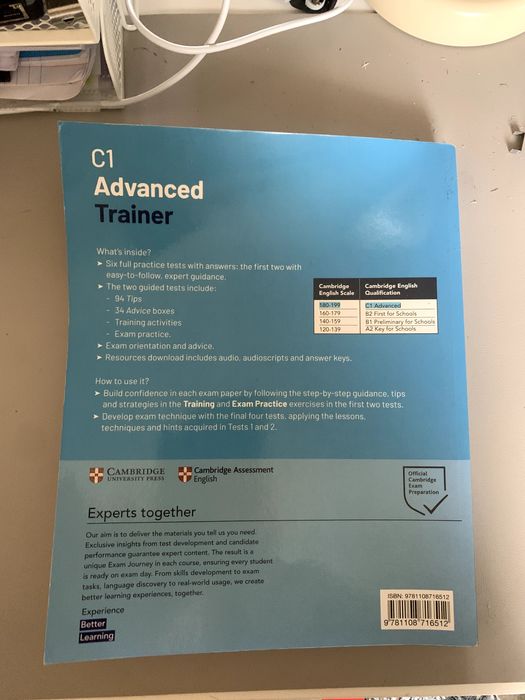 C1
Advanced
Trainer
What's inside?
➤ Six full practice tests with answers: the first two with
easy-to-follow, expert guidance.
➤ The two guided tests include:
- 94 Tips
- 34 Advice boxes
- Training activities
- Exam practice.
➤ Exam orientation and advice.
➤ Resources download includes audio, audioscripts and answer keys.
Cambridge English Scale Cambridge English Qualification
180-199 C1 Advanced
160-179 B2 First for Schools
140-159 B1 Preliminary for Schools
120-139 A2 Key for Schools
How to use it?
➤ Build confidence in each exam paper by following the step-by-step guidance, tips
and strategies in the Training and Exam Practice exercises in the first two tests.
➤ Develop exam technique with the final four tests, applying the lessons,
techniques and hints acquired in Tests 1 and 2.
CAMBRIDGE
UNIVERSITY PRESS
Cambridge Assessment
English
Official
Cambridge
Exam
Preparation
Experts together
Our aim is to deliver the materials you tell us you need.
Exclusive insights from test development and candidate
performance guarantee expert content. The result is a
unique Exam Journey in each course, ensuring every student
is ready on exam day. From skills development to exam
tasks, language discovery to real-world usage, we create
better learning experiences, together.
Experience
Better
Learning
ISBN: 9781108716512
9 781108 716512